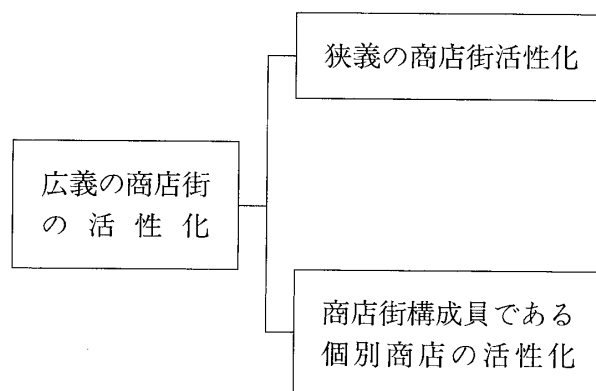 狭義の商店街活性化
広義の商店街
の活性化
商店街構成員である
個別商店の活性化